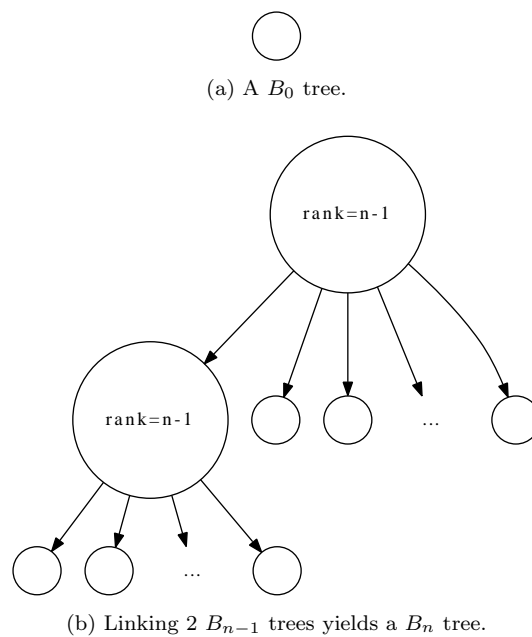 (a) A B₀ tree.
rank=n-1
rank=n-1
...
...
(b) Linking 2 Bₙ₋₁ trees yields a Bₙ tree.